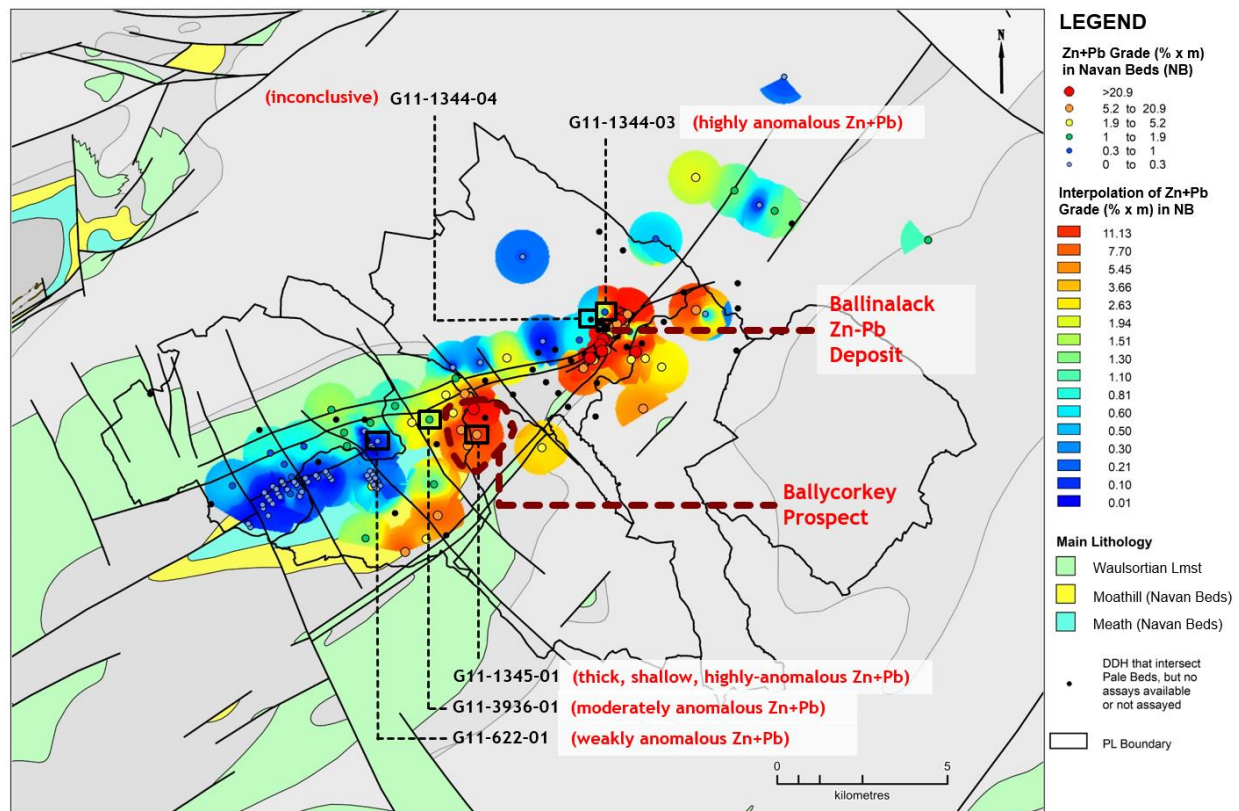 (inconclusive) G11-1344-04
G11-1344-03 (highly anomalous Zn+Pb)
N
Ballinalack
Zn-Pb
Deposit
Ballycorkey
Prospect
G11-1345-01 (thick, shallow, highly-anomalous Zn+Pb)
G11-3936-01 (moderately anomalous Zn+Pb)
G11-622-01 (weakly anomalous Zn+Pb)
0 5
kilometres
LEGEND
Zn+Pb Grade (% x m)
in Navan Beds (NB)
>20.9
5.2 to 20.9
1.9 to 5.2
1 to 1.9
0.3 to 1
0 to 0.3
Interpolation of Zn+Pb
Grade (% x m) in NB
11.13
7.70
5.45
3.66
2.63
1.94
1.51
1.30
1.10
0.81
0.60
0.50
0.30
0.21
0.10
0.01
Main Lithology
Waulsortian Lmst
Moathill (Navan Beds)
Meath (Navan Beds)
DDH that intersect
Pale Beds, but no
assays available
or not assayed
PL Boundary